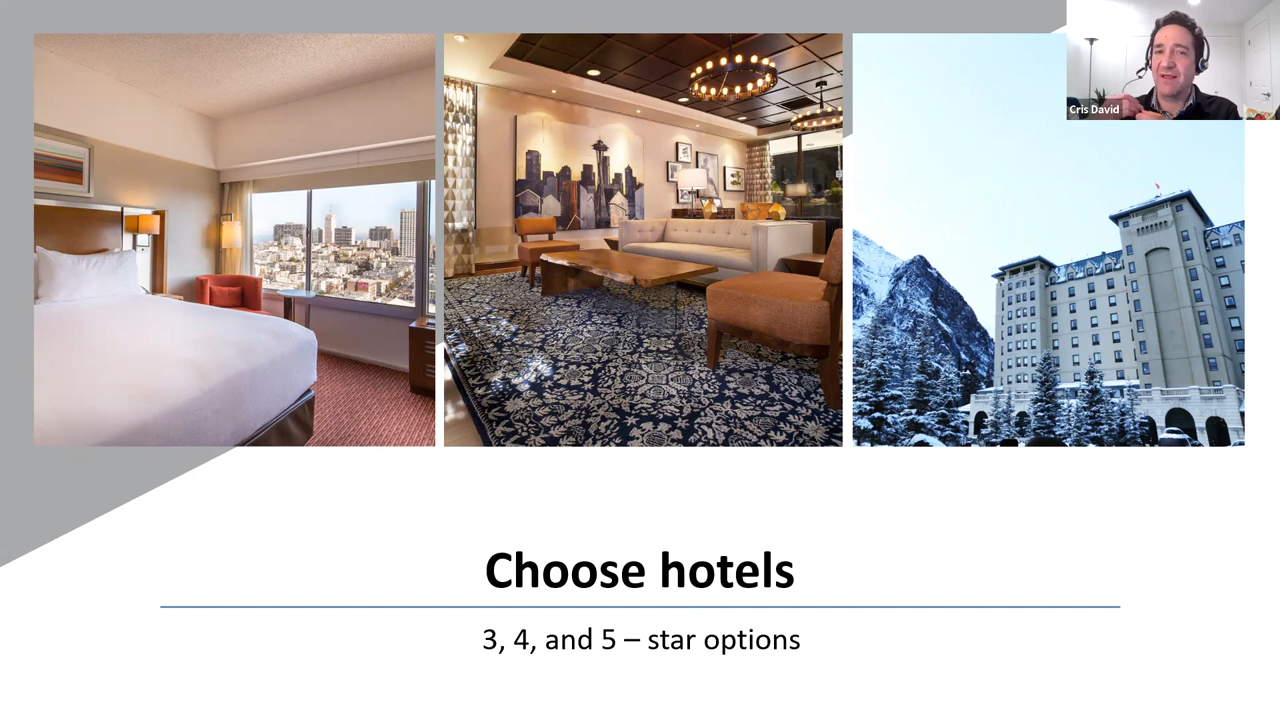 Cris David
Choose hotels
3, 4, and 5 – star options